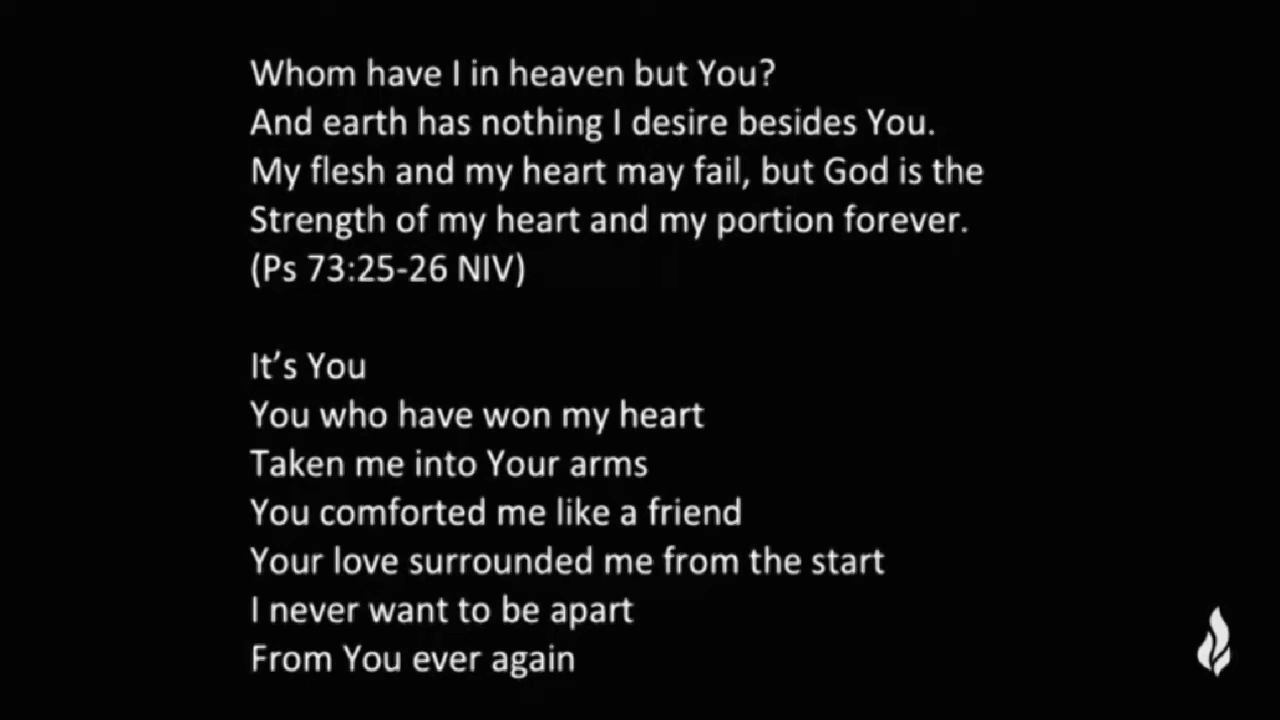 Whom have I in heaven but You?
And earth has nothing I desire besides You.
My flesh and my heart may fail, but God is the
Strength of my heart and my portion forever.
(Ps 73:25-26 NIV)
It’s You
You who have won my heart
Taken me into Your arms
You comforted me like a friend
Your love surrounded me from the start
I never want to be apart
From You ever again